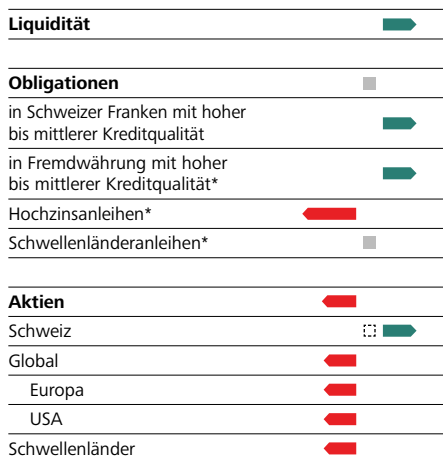 Liquidität
Obligationen
in Schweizer Franken mit hoher
bis mittlerer Kreditqualität
in Fremdwährung mit hoher
bis mittlerer Kreditqualität*
Hochzinsanleihen*
Schwellenländeranleihen*
Aktien
Schweiz
Global
Europa
USA
Schwellenländer